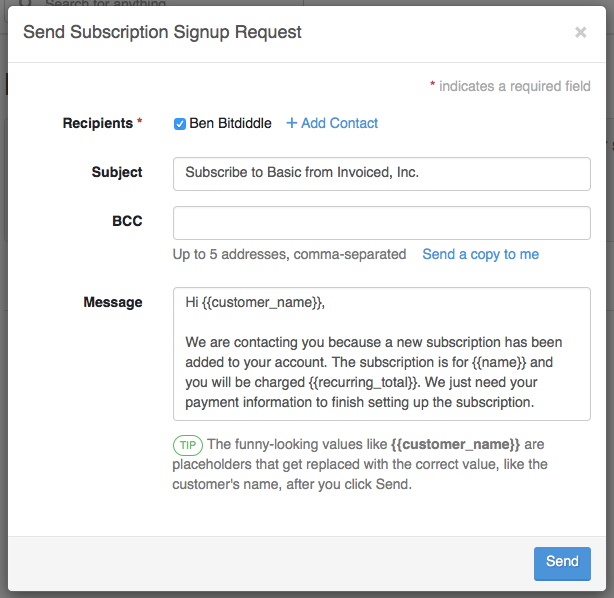 Search for anything
Send Subscription Signup Request ×
* indicates a required field
Recipients * Ben Bitdiddle + Add Contact
Subject Subscribe to Basic from Invoiced, Inc.
BCC
Up to 5 addresses, comma-separated Send a copy to me
Message Hi {{customer_name}},
We are contacting you because a new subscription has been
added to your account. The subscription is for {{name}} and
you will be charged {{recurring_total}}. We just need your
payment information to finish setting up the subscription.
TIP The funny-looking values like {{customer_name}} are
placeholders that get replaced with the correct value, like the
customer's name, after you click Send.
Send